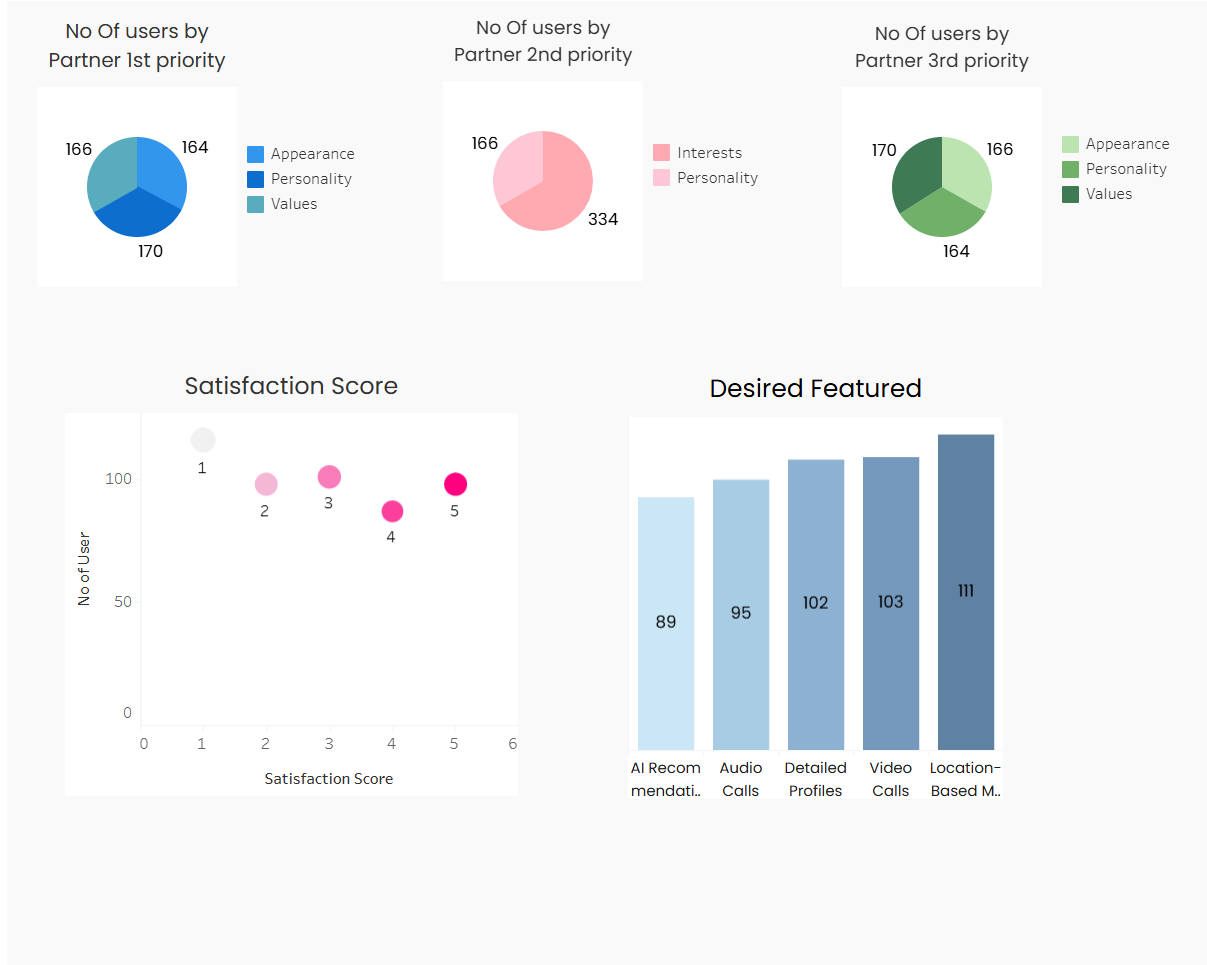 No Of users by
Partner 1st priority
166
164
170
Appearance
Personality
Values
No Of users by
Partner 2nd priority
166
334
Interests
Personality
No Of users by
Partner 3rd priority
170
166
164
Appearance
Personality
Values
Satisfaction Score
No of User
100
50
0
1
2
3
4
5
0
1
2
3
4
5
6
Satisfaction Score
Desired Featured
89
95
102
103
111
AI Recom
mendati..
Audio
Calls
Detailed
Profiles
Video
Calls
Location-
Based M..